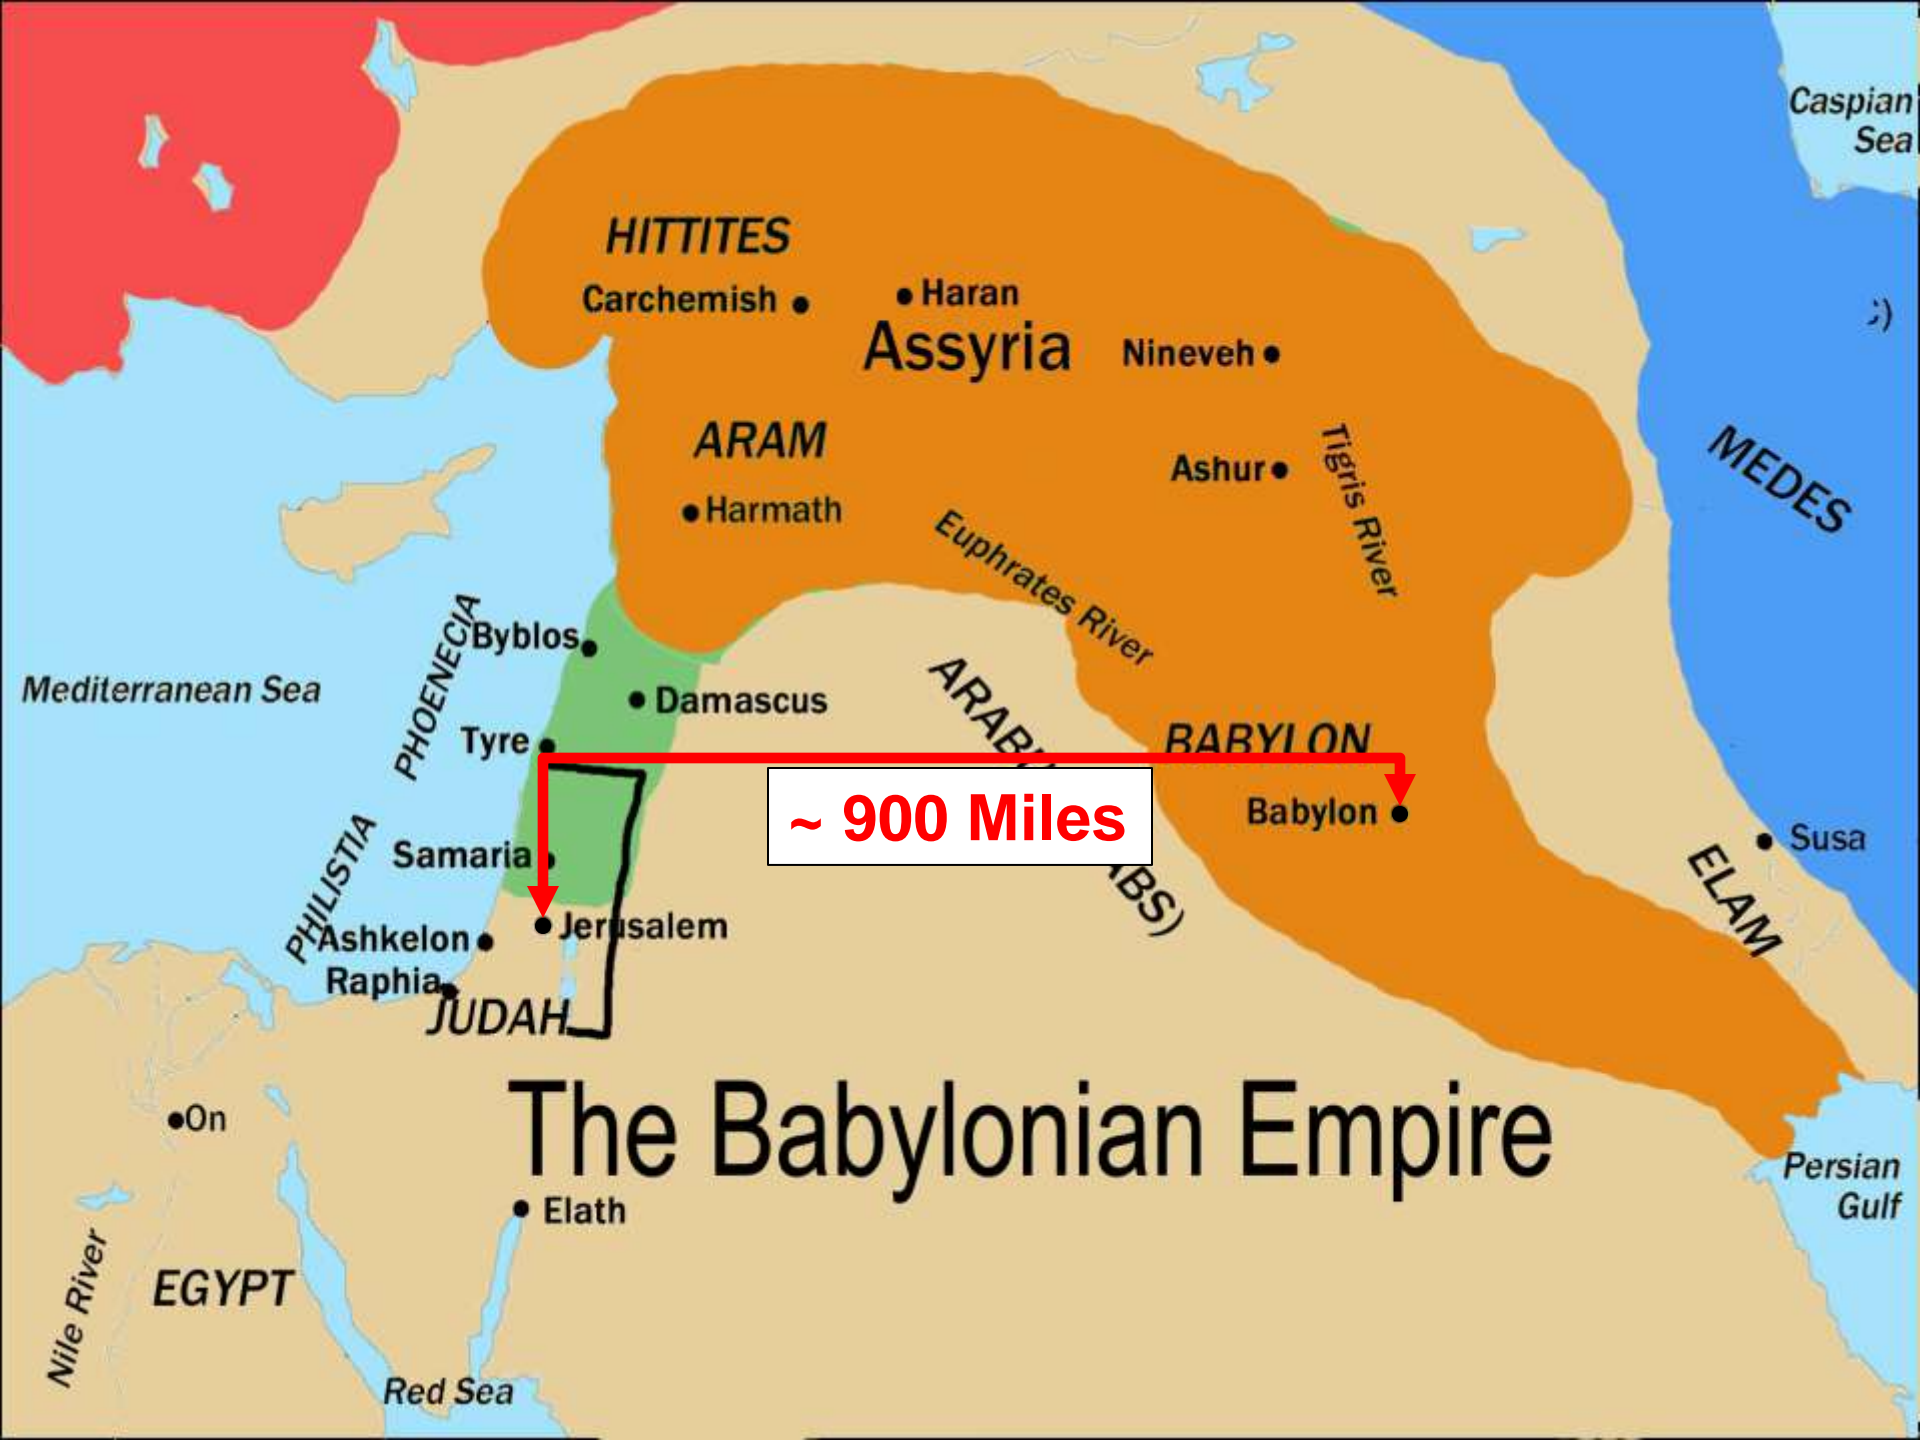 Caspian
Sea
HITTITES
Carchemish
Haran
Assyria
Nineveh
MEDES
ARAM
Ashur
Tigris River
Harmath
Euphrates River
PHOENECIA
Byblos
Mediterranean Sea
Damascus
Tyre
BABYLON
~ 900 Miles
Babylon
Susa
PHILISTIA
Samaria
ELAM
Jerusalem
Ashkelon
Raphia
JUDAH
The Babylonian Empire
On
Persian
Gulf
Elath
Nile River
EGYPT
Red Sea